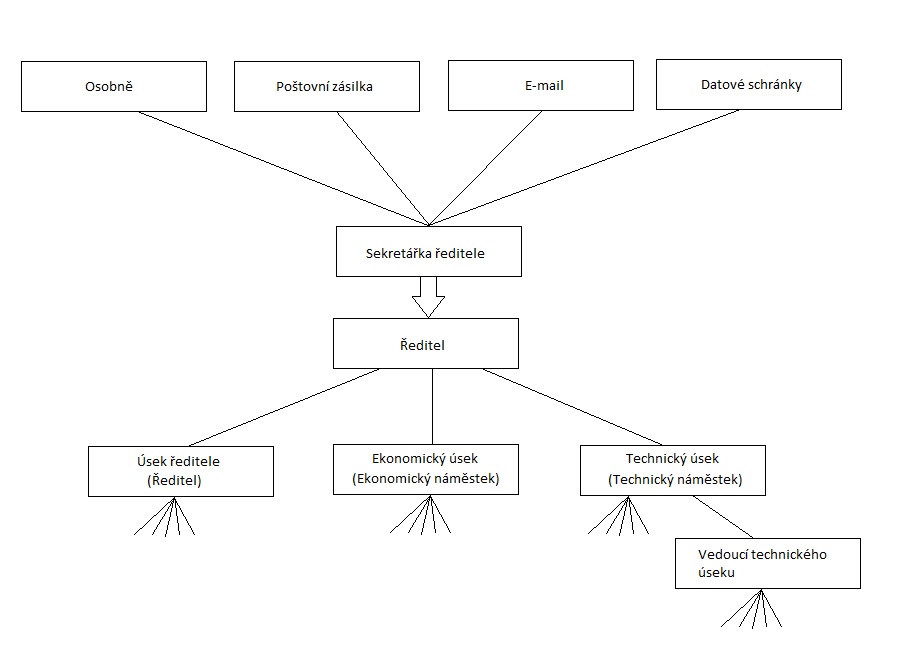 Osobně
Poštovní zásilka
E-mail
Datové schránky
Sekretářka ředitele
Ředitel
Úsek ředitele
(Ředitel)
Ekonomický úsek
(Ekonomický náměstek)
Technický úsek
(Technický náměstek)
Vedoucí technického
úseku